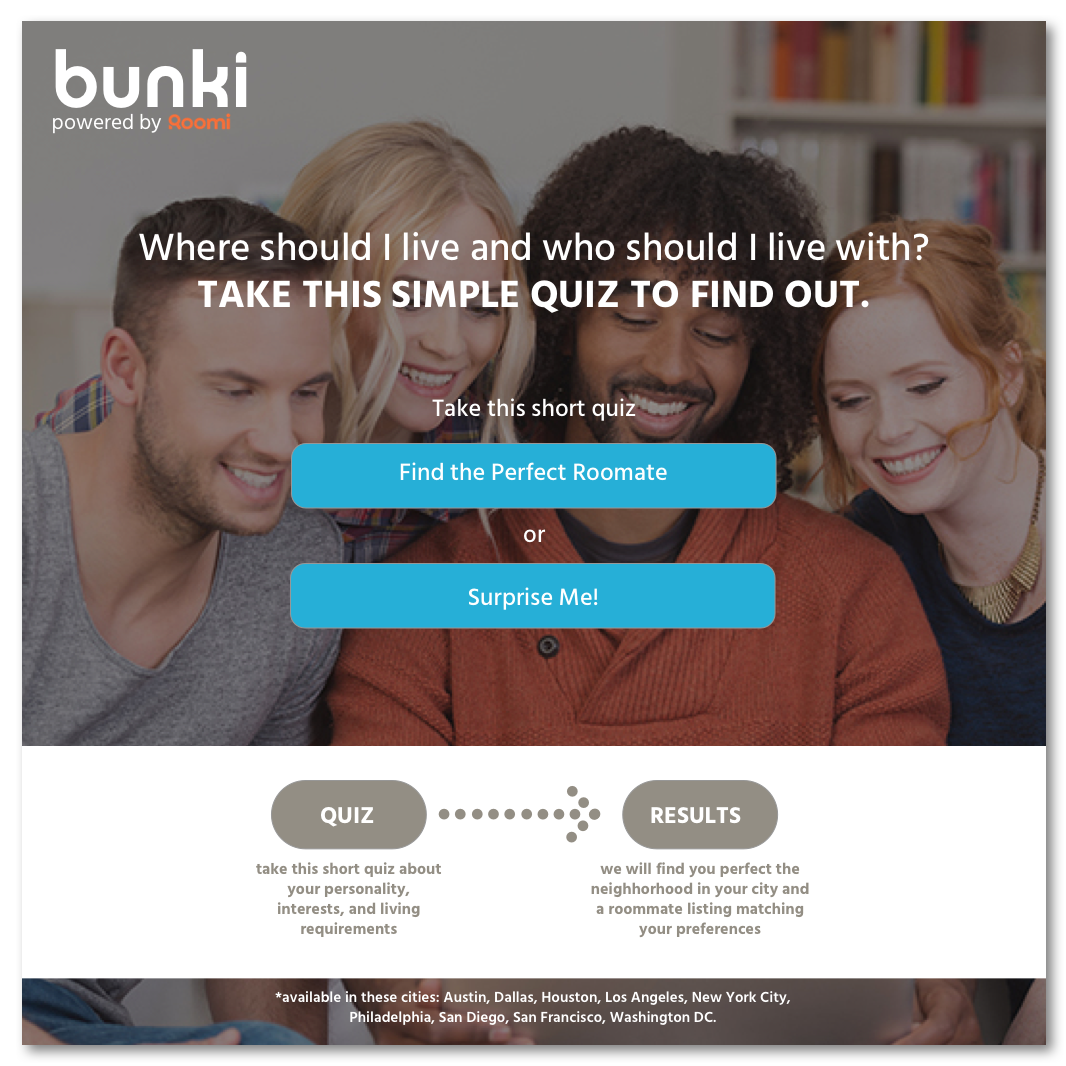 bunki
powered by Roomi
Where should I live and who should I live with?
TAKE THIS SIMPLE QUIZ TO FIND OUT.
Take this short quiz
Find the Perfect Roomate
or
Surprise Me!
QUIZ
RESULTS
take this short quiz about
your personality,
interests, and living
requirements
we will find you perfect the
neighhorhood in your city and
a roommate listing matching
your preferences
*available in these cities: Austin, Dallas, Houston, Los Angeles, New York City,
Philadelphia, San Diego, San Francisco, Washington DC.